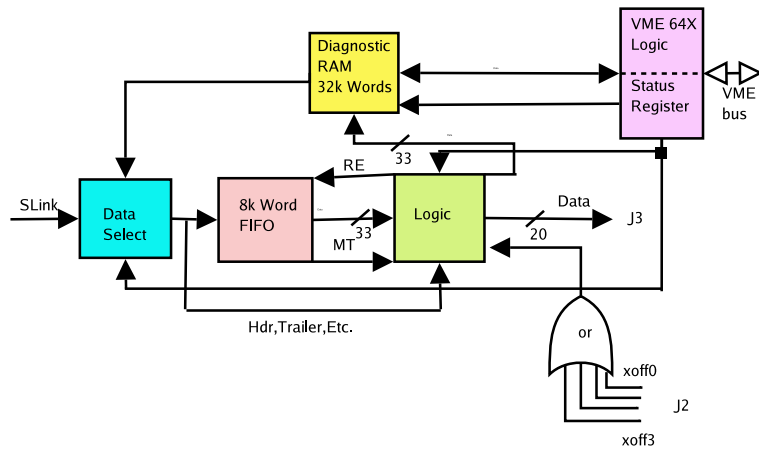 Diagnostic
RAM
32k Words
VME 64X
Logic
Status
Register
VME
bus
33
RE
SLink
Data
Select
8k Word
FIFO
33
MT
Logic
Data
20
J3
Hdr,Trailer,Etc.
or
xoff0
J2
xoff3